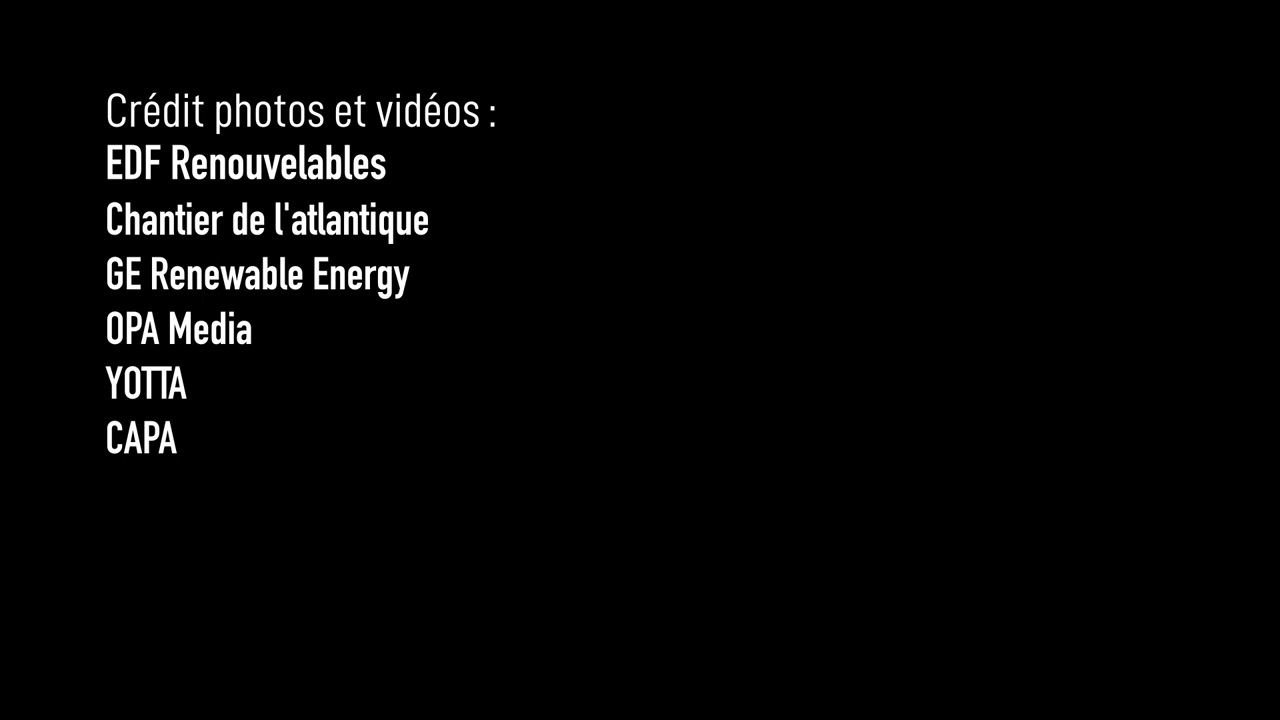 Crédit photos et vidéos :
EDF Renouvelables
Chantier de l'atlantique
GE Renewable Energy
OPA Media
YOTTA
CAPA